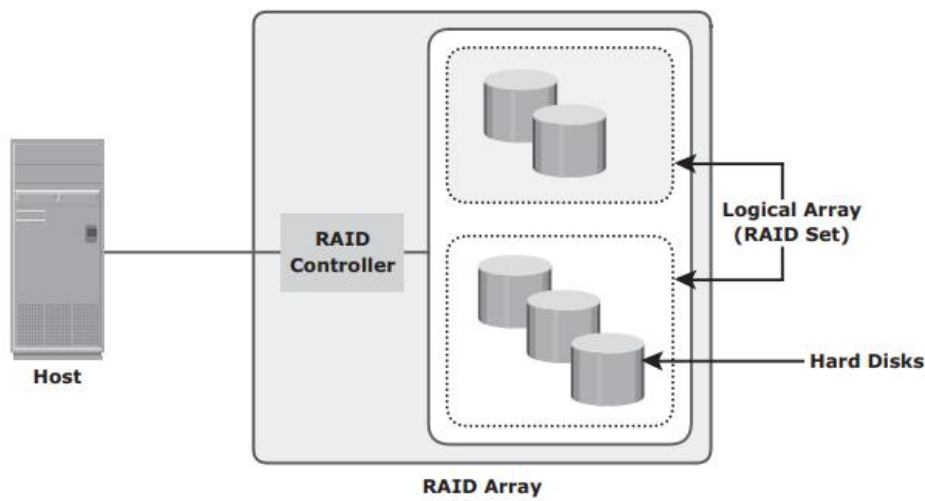 RAID
Controller
Logical Array
(RAID Set)
Hard Disks
Host
RAID Array